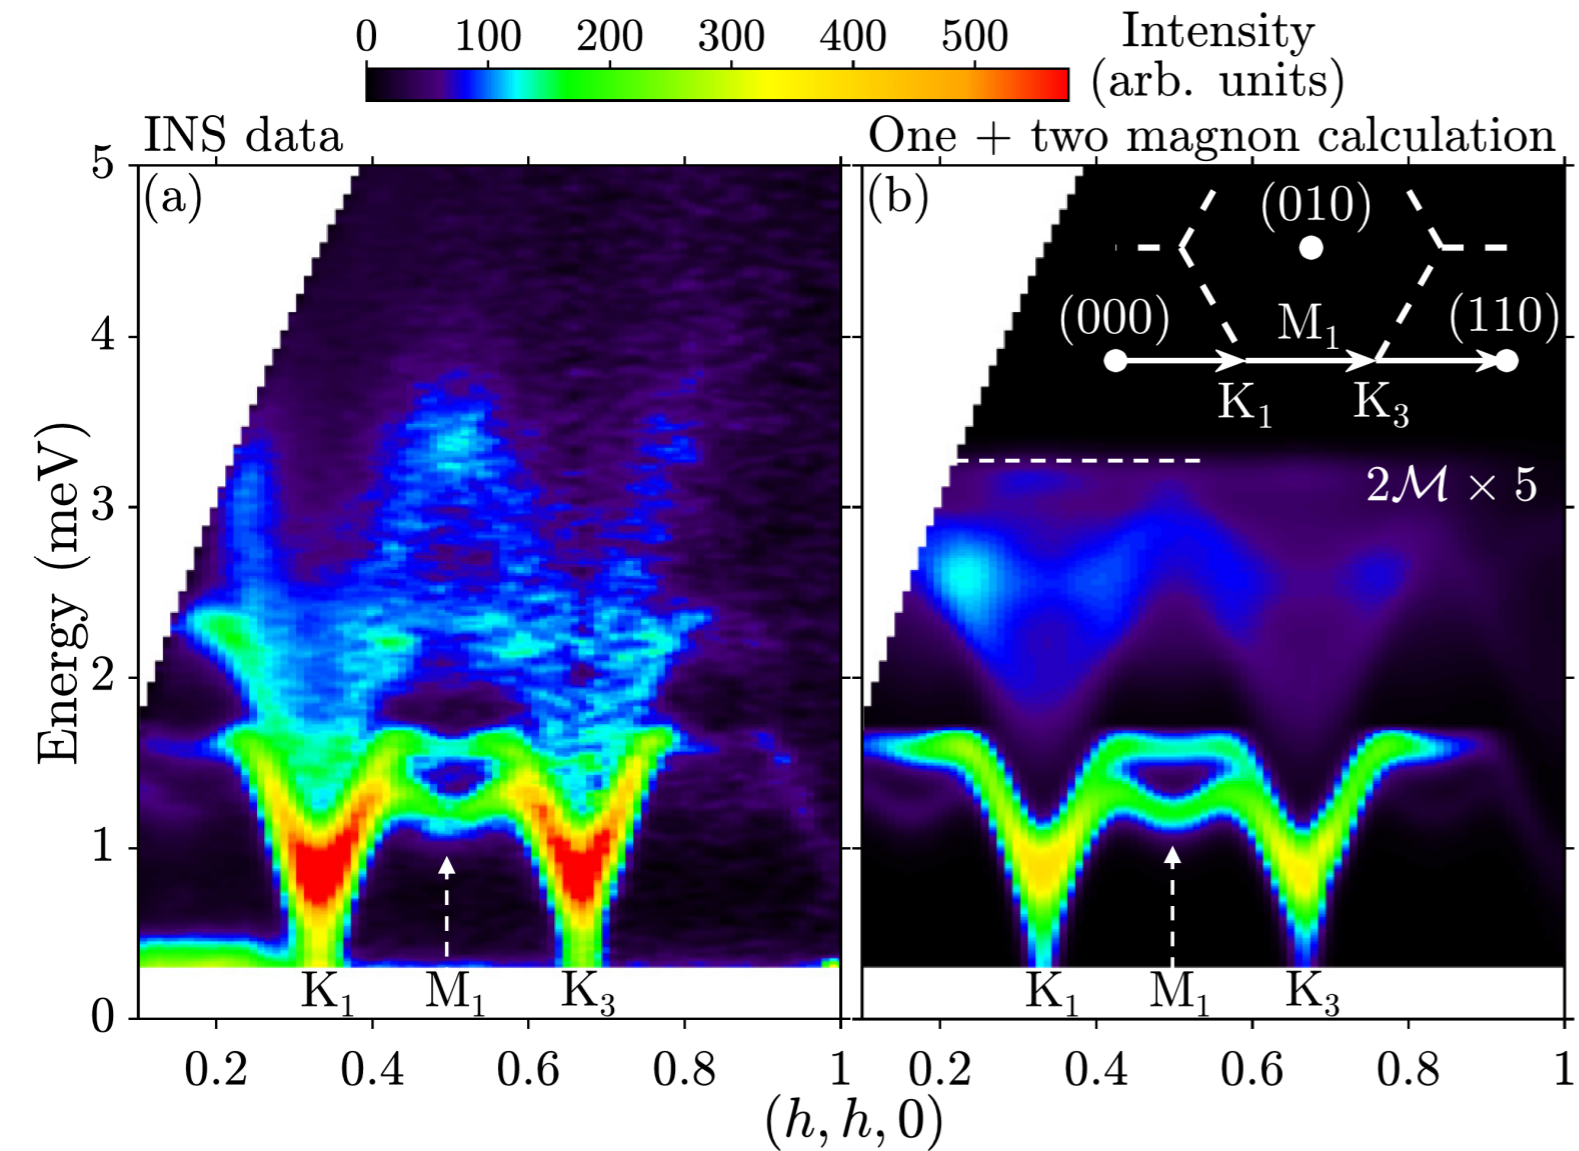 0 100 200 300 400 500 Intensity
(arb. units)
INS data
One + two magnon calculation
(a)
(b)
(010)
(000)
M₁
(110)
K₁ K₃
2ℳ × 5
Energy (meV)
5
4
3
2
1
0
K₁ M₁ K₃
K₁ M₁ K₃
0.2 0.4 0.6 0.8 1
0.2 0.4 0.6 0.8 1
(h, h, 0)